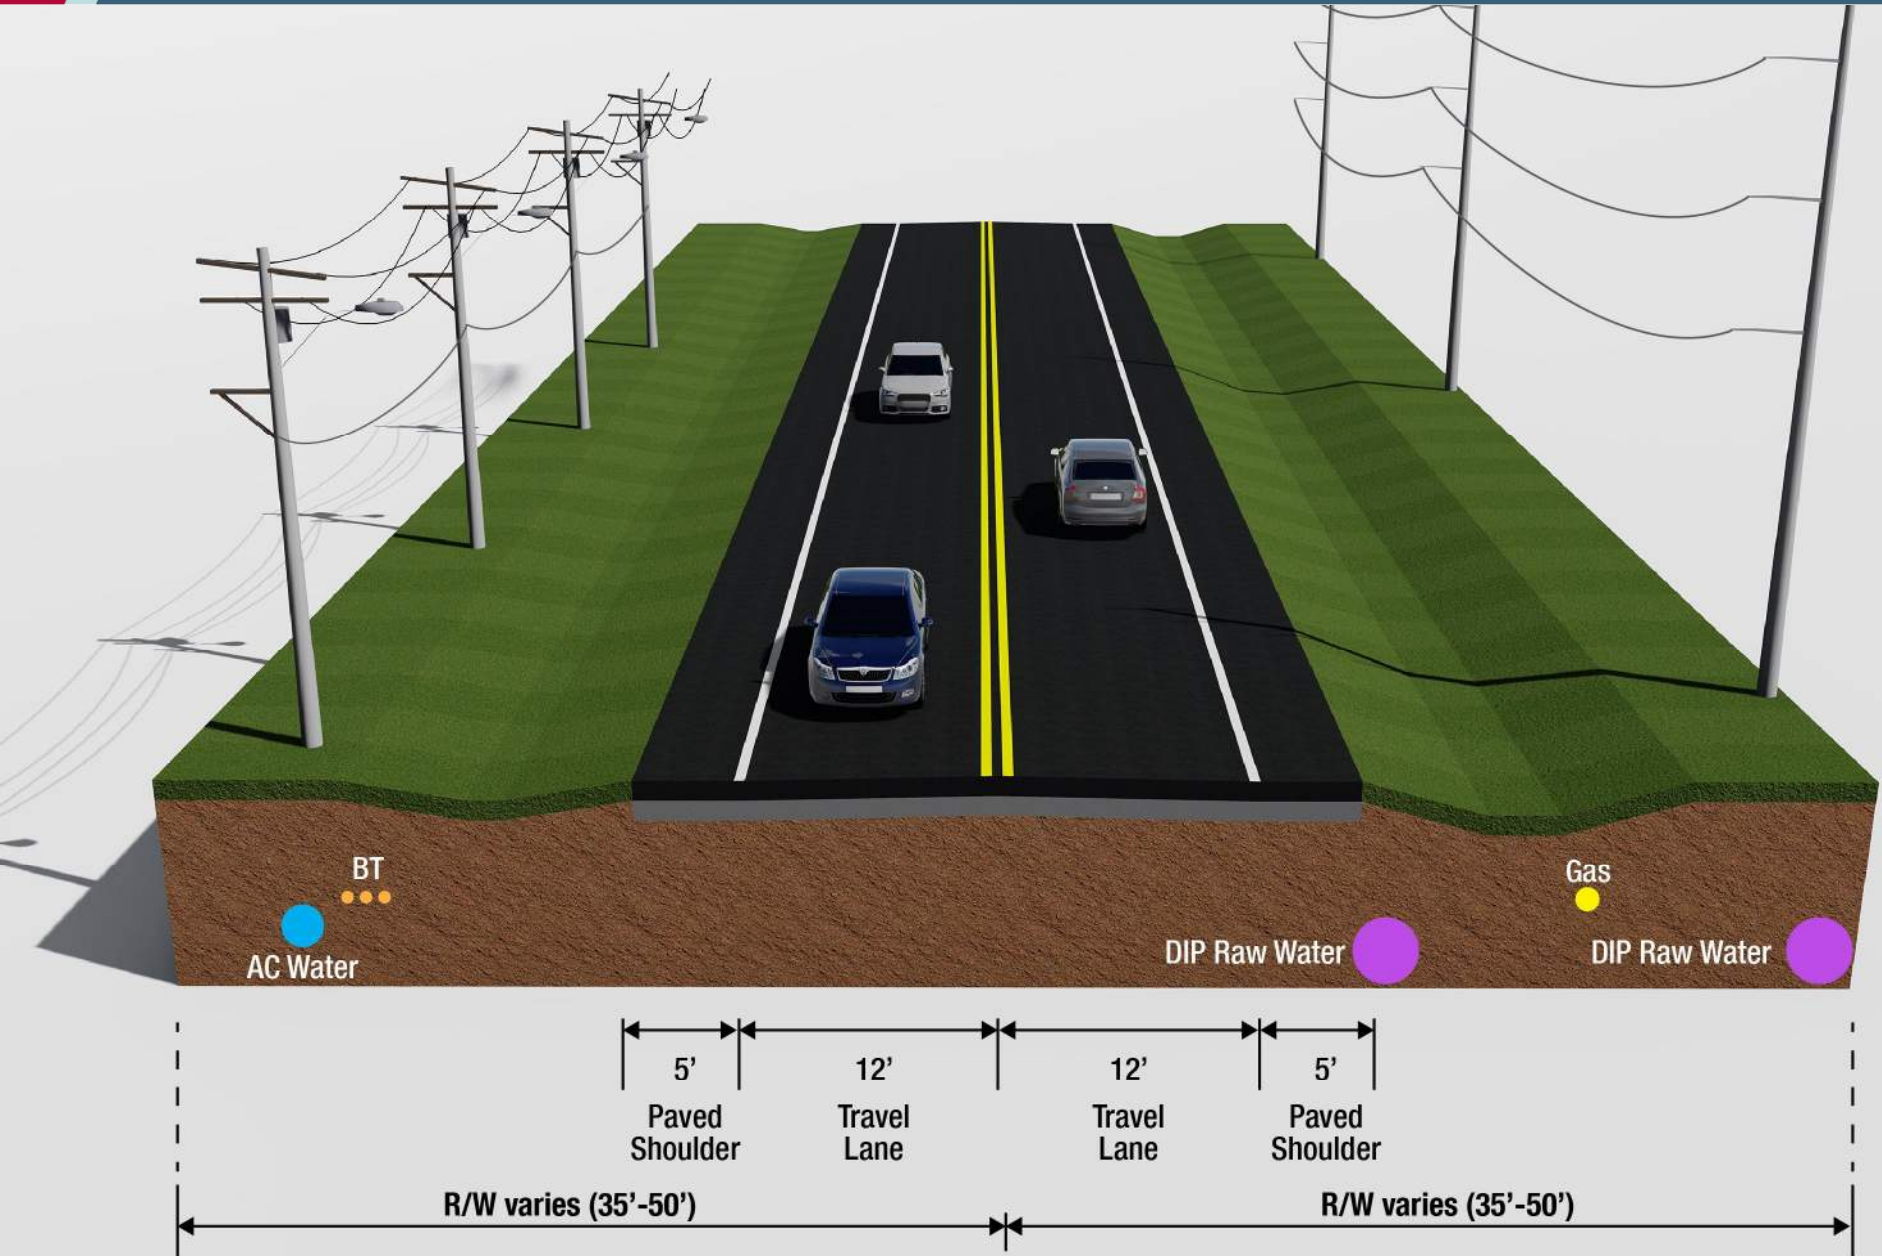 BT
Gas
AC Water
DIP Raw Water
DIP Raw Water
5’
12’
12’
5’
Paved
Shoulder
Travel
Lane
Travel
Lane
Paved
Shoulder
R/W varies (35’-50’)
R/W varies (35’-50’)